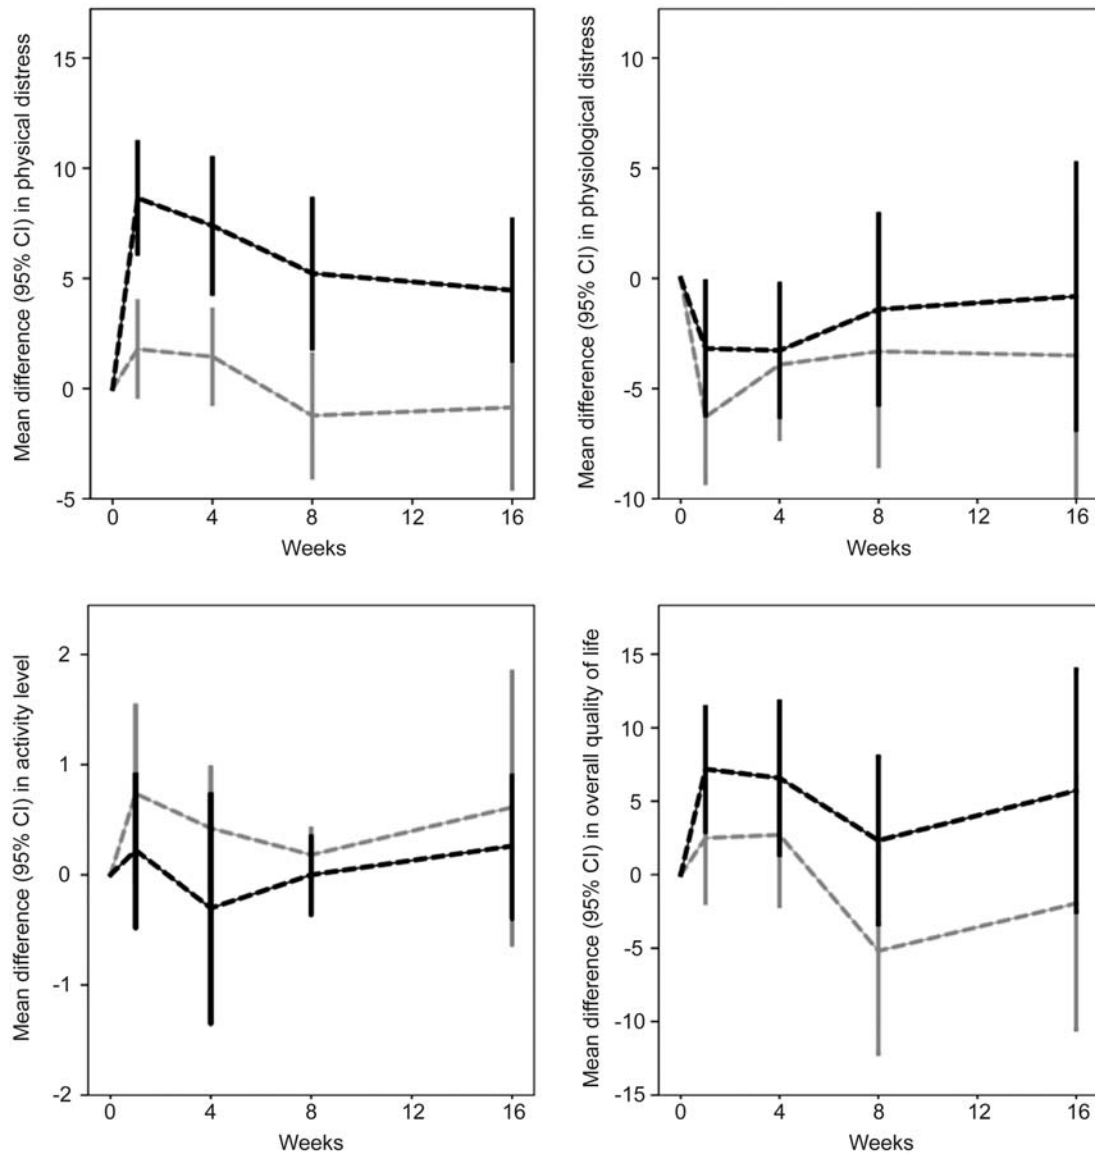 Mean difference (95% CI) in physical distress
15
10
5
0
-5
0 4 8 12 16
Weeks
Mean difference (95% CI) in physiological distress
10
5
0
-5
-10
0 4 8 12 16
Weeks
Mean difference (95% CI) in activity level
2
1
0
-1
-2
0 4 8 12 16
Weeks
Mean difference (95% CI) in overall quality of life
15
10
5
0
-5
-10
-15
0 4 8 12 16
Weeks